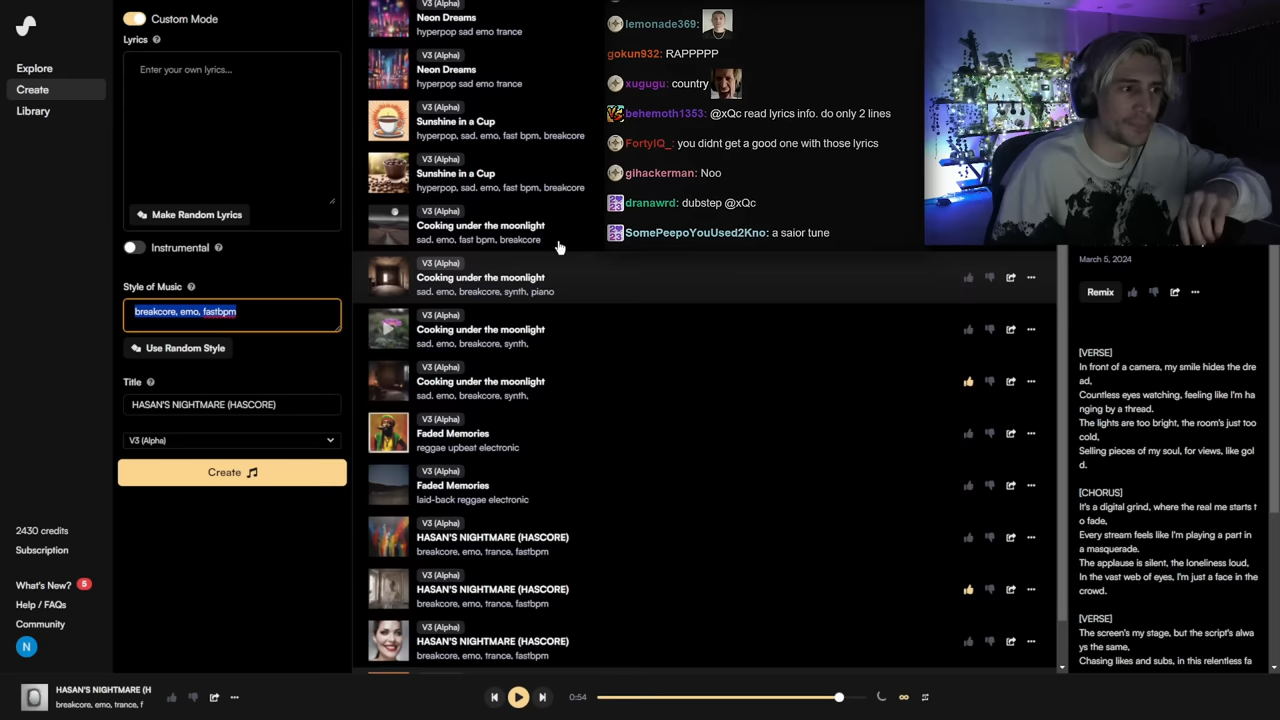 Custom Mode
Lyrics
Enter your own lyrics...
Explore
Create
Library
Make Random Lyrics
Instrumental
Style of Music
breakcore, emo, fastbpm
Use Random Style
Title
HASAN'S NIGHTMARE (HASCORE)
V3 (Alpha)
Create
2430 credits
Subscription
What's New? 5
Help / FAQs
Community
N
Neon Dreams
hyperpop sad emo trance
V3 (Alpha)
Neon Dreams
hyperpop sad emo trance
V3 (Alpha)
Sunshine in a Cup
hyperpop, sad. emo, fast bpm, breakcore
V3 (Alpha)
Sunshine in a Cup
hyperpop, sad. emo, fast bpm, breakcore
V3 (Alpha)
Cooking under the moonlight
sad. emo, fast bpm, breakcore
V3 (Alpha)
Cooking under the moonlight
sad. emo, breakcore, synth, piano
V3 (Alpha)
Cooking under the moonlight
sad. emo, breakcore, synth,
V3 (Alpha)
Cooking under the moonlight
sad. emo, breakcore, synth,
V3 (Alpha)
Faded Memories
reggae upbeat electronic
V3 (Alpha)
Faded Memories
laid-back reggae electronic
V3 (Alpha)
HASAN'S NIGHTMARE (HASCORE)
breakcore, emo, trance, fastbpm
V3 (Alpha)
HASAN'S NIGHTMARE (HASCORE)
breakcore, emo, trance, fastbpm
V3 (Alpha)
HASAN'S NIGHTMARE (HASCORE)
breakcore, emo, trance, fastbpm
lemonade369:
gokun932: RAPPPPP
xugugu: country
behemoth1353: @xQc read lyrics info. do only 2 lines
FortyIQ_: you didnt get a good one with those lyrics
gihackerman: Noo
dranawrd: dubstep @xQc
SomePeepoYouUsed2Kno: a saior tune
March 5, 2024
Remix
[VERSE]
In front of a camera, my smile hides the dre
ad,
Countless eyes watching, feeling like I'm ha
nging by a thread.
The lights are too bright, the room's just too
cold,
Selling pieces of my soul, for views, like gol
d.
[CHORUS]
It's a digital grind, where the real me starts t
o fade,
Every stream feels like I'm playing a part in
a masquerade.
The applause is silent, the loneliness loud,
In the vast web of eyes, I'm just a face in the
crowd.
[VERSE]
The screen's my stage, but the script's alwa
ys the same,
Chasing likes and subs, in this relentless fa
HASAN'S NIGHTMARE (H
breakcore, emo, trance, f
0:54